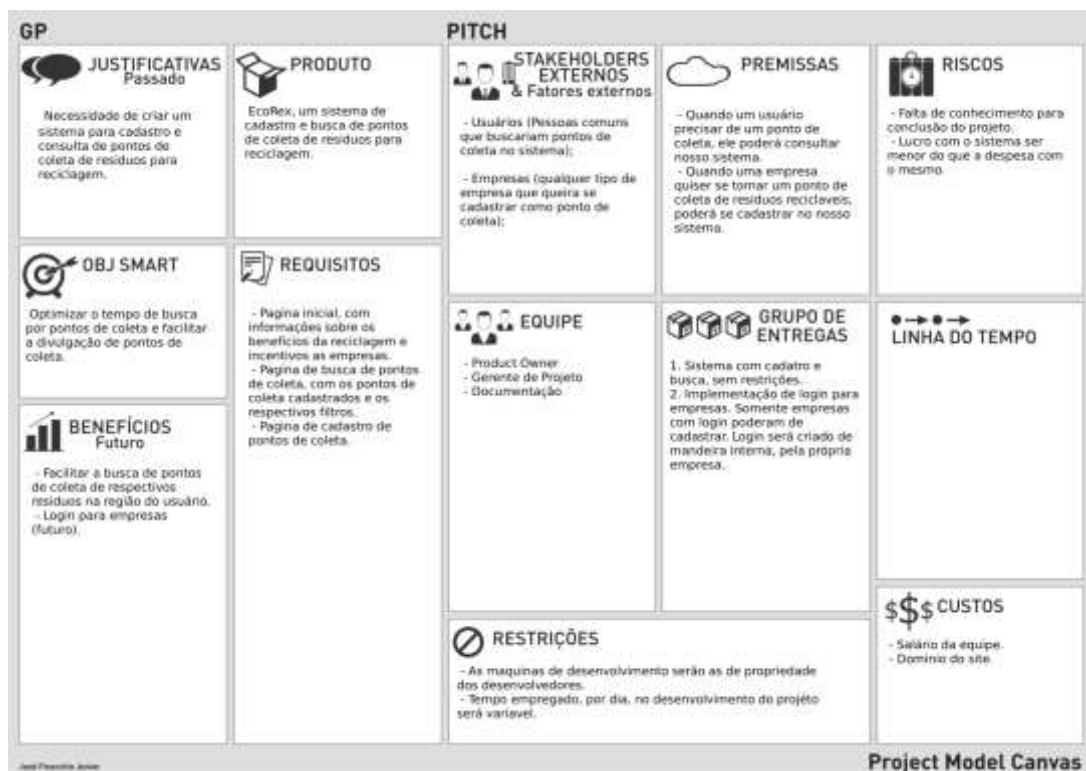 GP
PITCH
JUSTIFICATIVAS
Passado
- Necessidade de criar um
sistema para cadastro e
consulta de pontos de
coleta de resíduos para
reciclagem.
PRODUTO
EcoRex, um sistema de
cadastro e busca de pontos
de coleta de residuos para
reciclagem.
STAKEHOLDERS
EXTERNOS
& Fatores externos
- Usuários (Pessoas comuns
que buscariam pontos de
coleta no sistema);
- Empresas (qualquer tipo de
empresa que queira se
cadastrar como ponto de
coleta);
PREMISSAS
- Quando um usuário
precisar de um ponto de
coleta, ele poderá consultar
nosso sistema.
- Quando uma empresa
quiser se tornar um ponto de
coleta de residuos reciclaveis,
poderá se cadastrar no nosso
sistema.
RISCOS
- Falta de conhecimento para
conclusão do projeto.
- Lucro com o sistema ser
menor do que a despesa com
o mesmo.
OBJ SMART
Optimizar o tempo de busca
por pontos de coleta e facilitar
a divulgação de pontos de
coleta.
REQUISITOS
- Pagina inicial, com
informações sobre os
beneficios da reciclagem e
incentivos as empresas.
- Pagina de busca de pontos
de coleta, com os pontos de
coleta cadastrados e os
respectivos filtros.
- Pagina de cadastro de
pontos de coleta.
EQUIPE
- Product Owner
- Gerente de Projeto
- Documentação
GRUPO DE
ENTREGAS
1. Sistema com cadatro e
busca, sem restrições.
2. Implementação de login para
empresas. Somente empresas
com login poderam de
cadastrar. Login será criado de
mandeira interna, pela própria
empresa.
LINHA DO TEMPO
BENEFÍCIOS
Futuro
- Facilitar a busca de pontos
de coleta de respectivos
residuos na região do usuário.
- Login para empresas
(futuro).
RESTRIÇÕES
- As maquinas de desenvolvimento serão as de propriedade
dos desenvolvedores.
- Tempo empregado, por dia, no desenvolvimento do projéto
será variavel.
$$$ CUSTOS
- Salário da equipe.
- Dominio do site.
Project Model Canvas